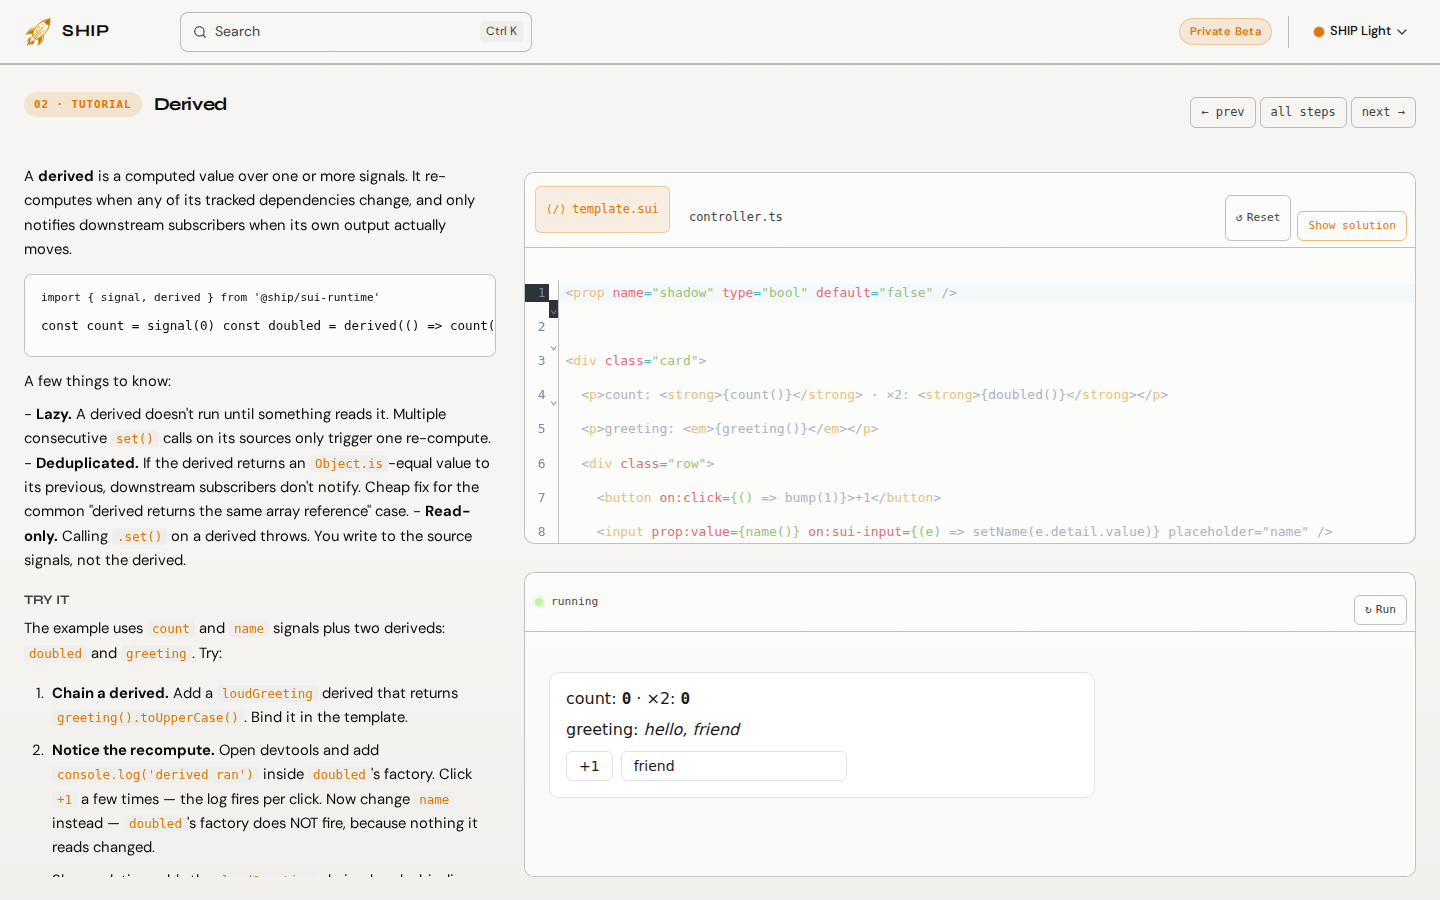 SHIP
Search
Ctrl K
Private Beta
SHIP Light
02 · TUTORIAL
Derived
← prev
all steps
next →
A derived is a computed value over one or more signals. It re-
computes when any of its tracked dependencies change, and only
notifies downstream subscribers when its own output actually
moves.
import { signal, derived } from '@ship/sui-runtime'
const count = signal(0) const doubled = derived(() => count(
A few things to know:
- Lazy. A derived doesn't run until something reads it. Multiple
consecutive set() calls on its sources only trigger one re-compute.
- Deduplicated. If the derived returns an Object.is-equal value to
its previous, downstream subscribers don't notify. Cheap fix for the
common "derived returns the same array reference" case. - Read-
only. Calling .set() on a derived throws. You write to the source
signals, not the derived.
TRY IT
The example uses count and name signals plus two deriveds:
doubled and greeting. Try:
1. Chain a derived. Add a loudGreeting derived that returns
greeting().toUpperCase(). Bind it in the template.
2. Notice the recompute. Open devtools and add
console.log('derived ran') inside doubled's factory. Click
+1 a few times — the log fires per click. Now change name
instead — doubled's factory does NOT fire, because nothing it
reads changed.
⟨/⟩ template.sui
controller.ts
↺ Reset
Show solution
1 <prop name="shadow" type="bool" default="false" />
2
3 <div class="card">
4 <p>count: <strong>{count()}</strong> · ×2: <strong>{doubled()}</strong></p>
5 <p>greeting: <em>{greeting()}</em></p>
6 <div class="row">
7 <button on:click={() => bump(1)}>+1</button>
8 <input prop:value={name()} on:sui-input={(e) => setName(e.detail.value)} placeholder="name" />
running
↻ Run
count: 0 · ×2: 0
greeting: hello, friend
+1
friend